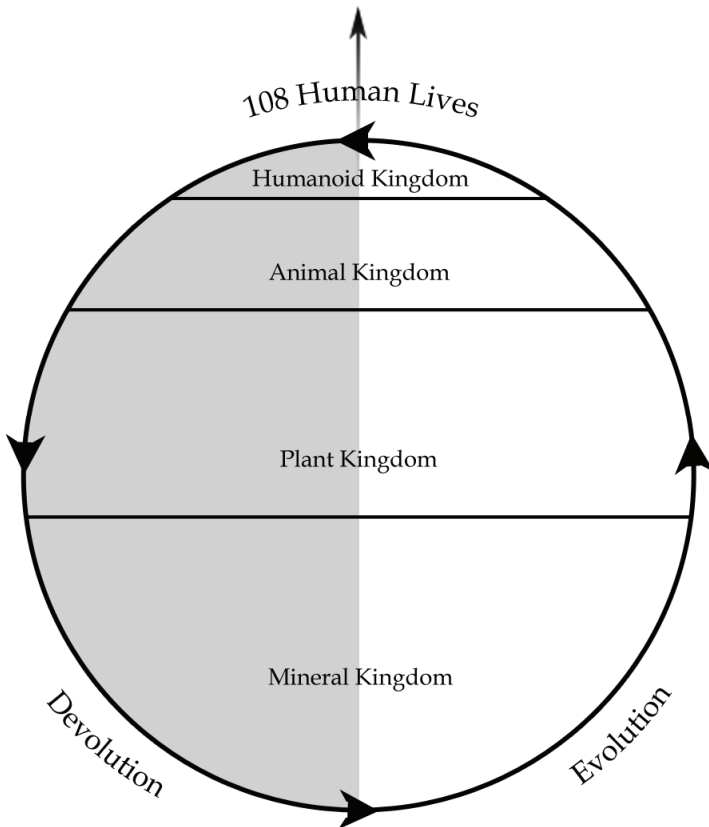 108 Human Lives
Humanoid Kingdom
Animal Kingdom
Plant Kingdom
Mineral Kingdom
Devolution
Evolution